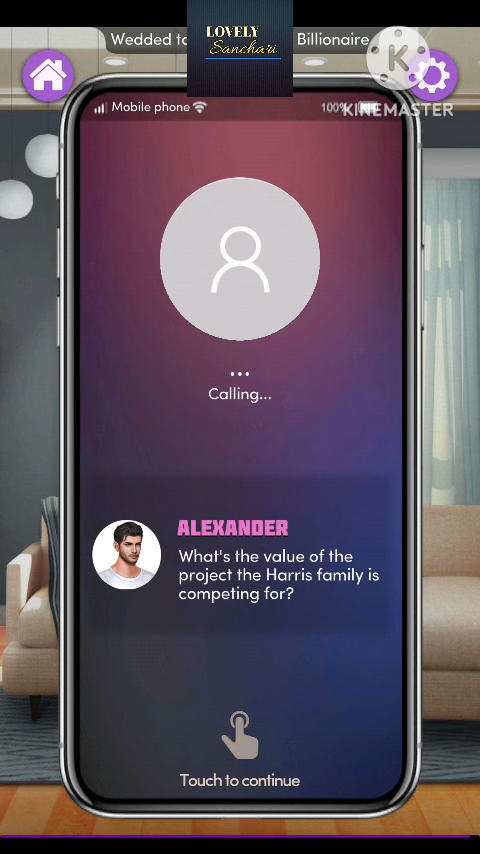 LOVELY
Sanchari
Wedded to Billionaire
K
KINEMASTER
Mobile phone
100%
...
Calling...
ALEXANDER
What's the value of the
project the Harris family is
competing for?
Touch to continue